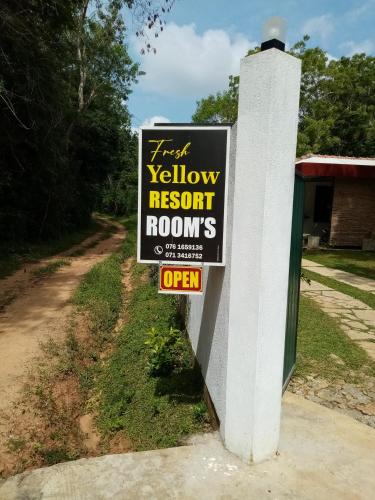 Fresh
Yellow
RESORT
ROOM'S
076 1659136
071 3416752
OPEN